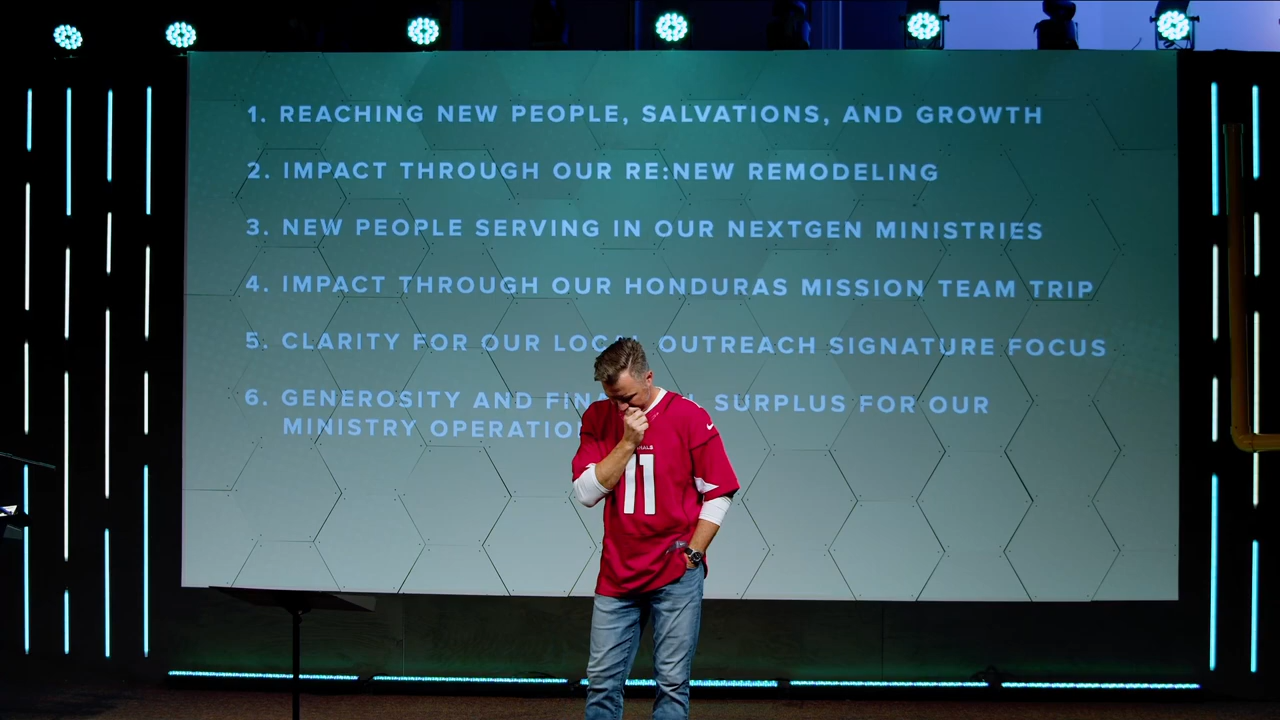 1. REACHING NEW PEOPLE, SALVATIONS, AND GROWTH
2. IMPACT THROUGH OUR RE:NEW REMODELING
3. NEW PEOPLE SERVING IN OUR NEXTGEN MINISTRIES
4. IMPACT THROUGH OUR HONDURAS MISSION TEAM TRIP
5. CLARITY FOR OUR OUTREACH SIGNATURE FOCUS
6. GENEROSITY AND SURPLUS FOR OUR
MINISTRY
11